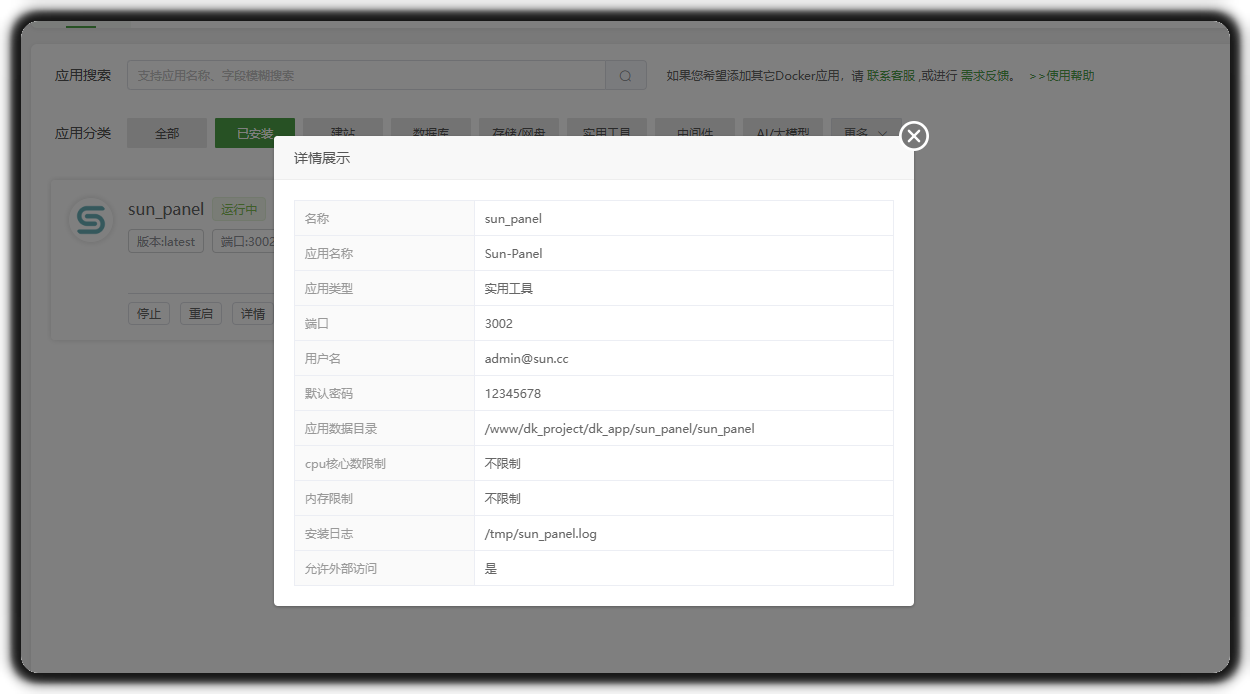 应用搜索 支持应用名称、字段模糊搜索 如果您希望添加其它Docker应用，请 联系客服 ,或进行 需求反馈。 >>使用帮助
应用分类 全部 已安装 建站 数据库 存储/网盘 实用工具 中间件 AI/大模型 更多
详情展示
sun_panel 运行中
版本:latest 端口:3002
停止 重启 详情
名称 sun_panel
应用名称 Sun-Panel
应用类型 实用工具
端口 3002
用户名 admin@sun.cc
默认密码 12345678
应用数据目录 /www/dk_project/dk_app/sun_panel/sun_panel
cpu核心数限制 不限制
内存限制 不限制
安装日志 /tmp/sun_panel.log
允许外部访问 是